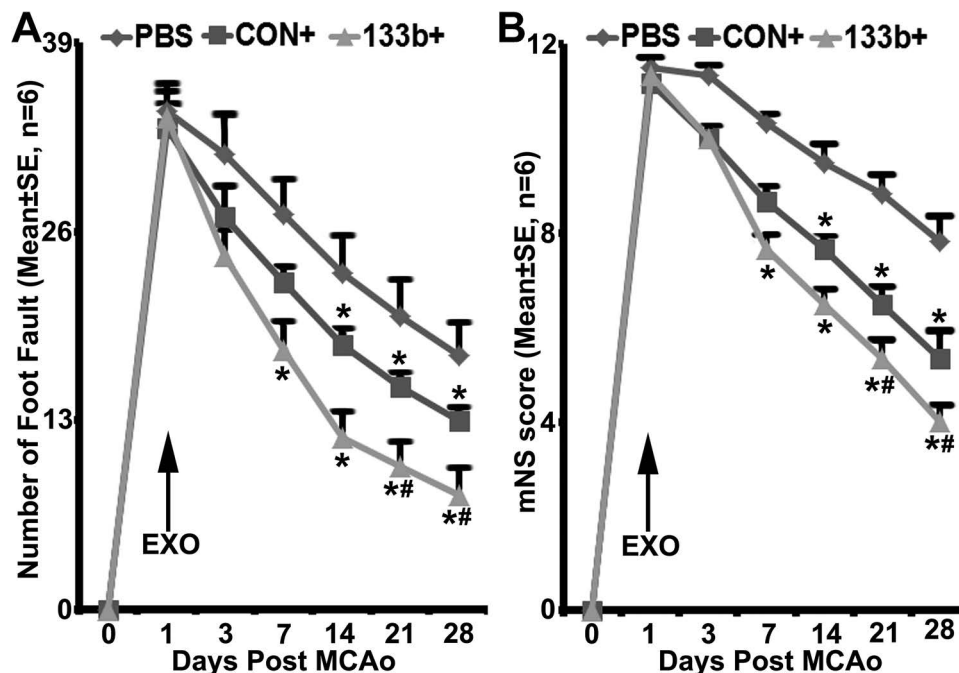 A
PBS CON+ 133b+
Number of Foot Fault (Mean±SE, n=6)
39
26
13
0
* * *
* * *# *#
EXO
0 1 3 7 14 21 28
Days Post MCAo
B
PBS CON+ 133b+
mNS score (Mean±SE, n=6)
12
8
4
0
* * *
* * *# *#
EXO
0 1 3 7 14 21 28
Days Post MCAo